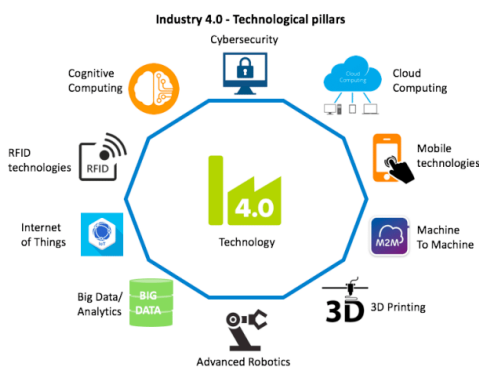 Industry 4.0 - Technological pillars
Cybersecurity
Cloud
Computing
Cloud
Computing
Mobile
technologies
M2M
Machine
To Machine
3D
3D Printing
Advanced Robotics
BIG
DATA
Big Data/
Analytics
IoT
Internet
of Things
RFID
RFID
technologies
Cognitive
Computing
4.0
Technology